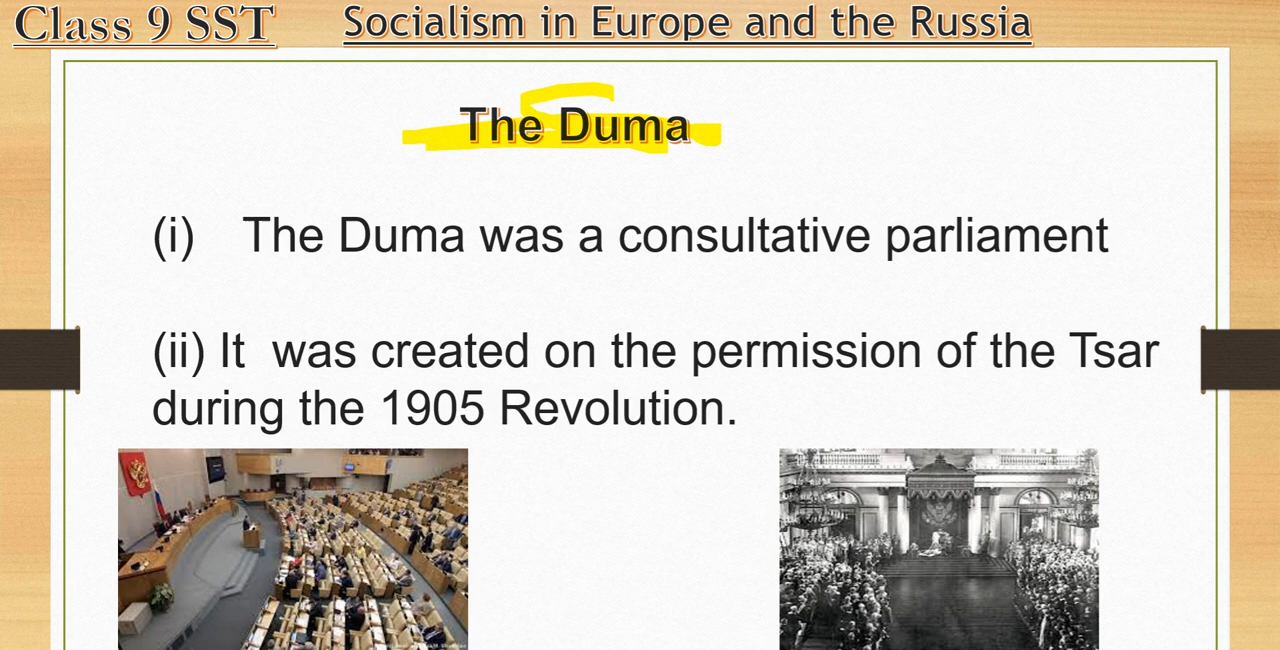 Class 9 SST
Socialism in Europe and the Russia
The Duma
(i) The Duma was a consultative parliament
(ii) It was created on the permission of the Tsar
during the 1905 Revolution.